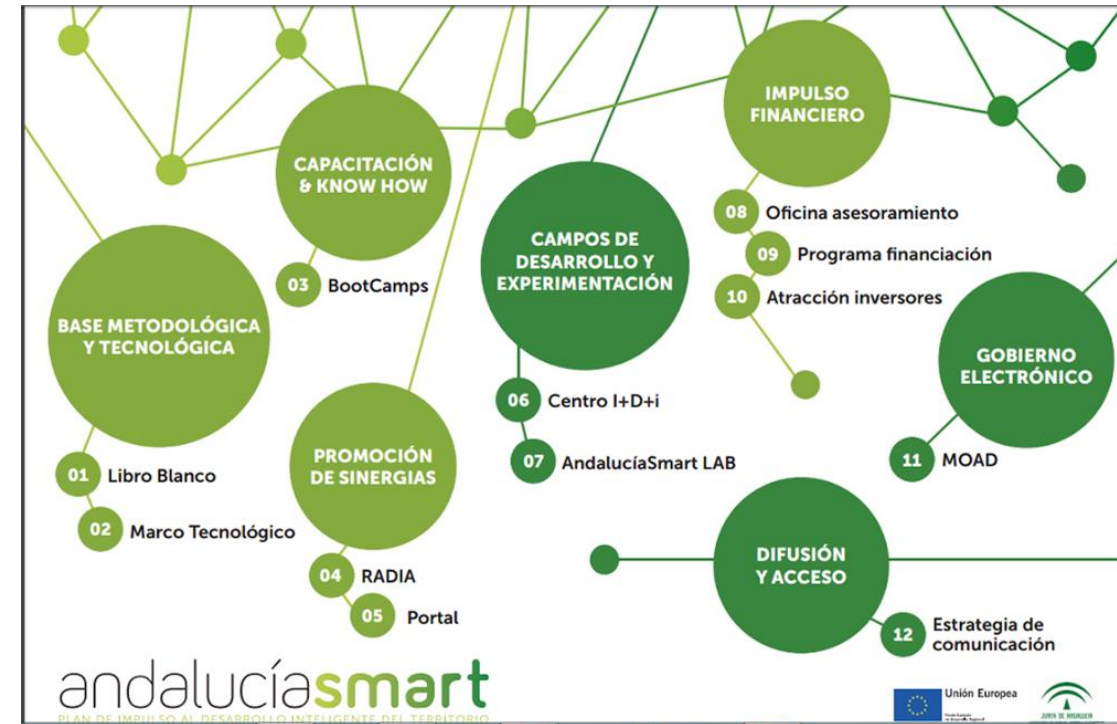 BASE METODOLÓGICA
Y TECNOLÓGICA
01 Libro Blanco
02 Marco Tecnológico
CAPACITACIÓN
& KNOW HOW
03 BootCamps
PROMOCIÓN
DE SINERGIAS
04 RADIA
05 Portal
CAMPOS DE
DESARROLLO Y
EXPERIMENTACIÓN
06 Centro I+D+i
07 AndalucíaSmart LAB
IMPULSO
FINANCIERO
08 Oficina asesoramiento
09 Programa financiación
10 Atracción inversores
GOBIERNO
ELECTRÓNICO
11 MOAD
DIFUSIÓN
Y ACCESO
12 Estrategia de
comunicación
andalucíasmart
PLAN DE IMPULSO AL DESARROLLO INTELIGENTE DEL TERRITORIO
Unión Europea
JUNTA DE ANDALUCIA